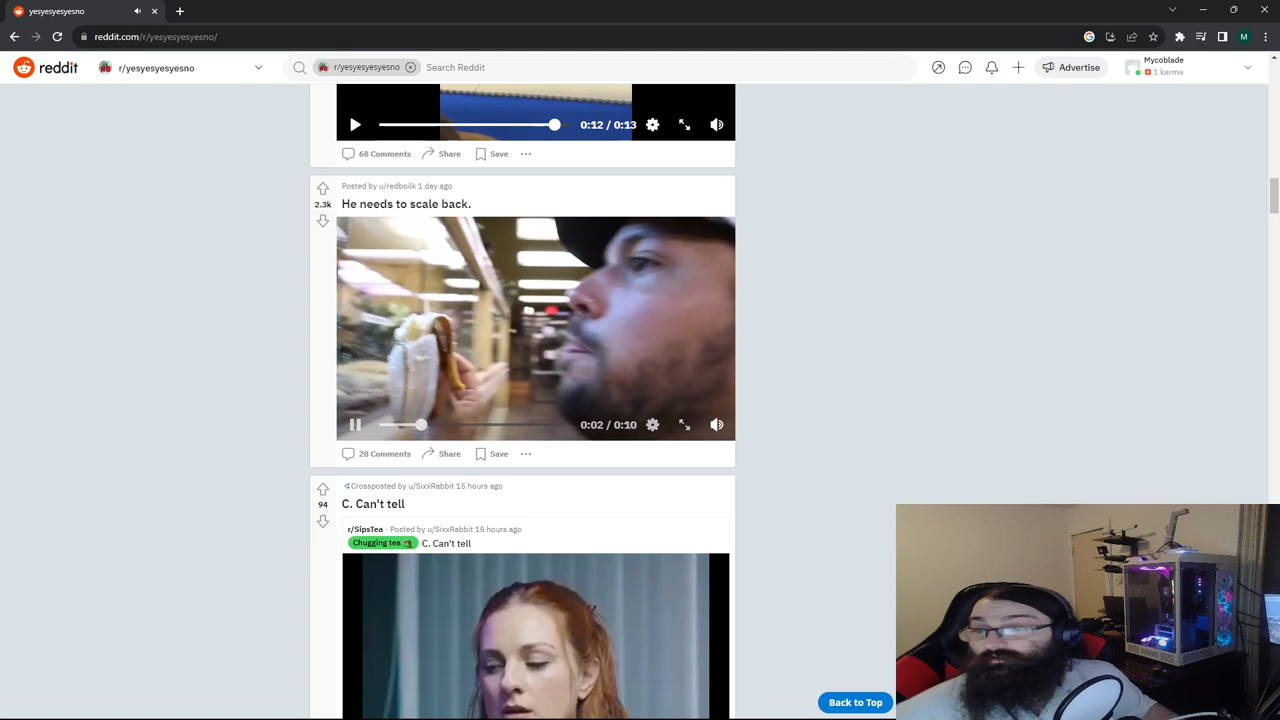 yesyesyesyesno
reddit.com/r/yesyesyesyesno/
M
reddit
r/yesyesyesyesno
r/yesyesyesyesno
Search Reddit
Advertise
Mycoblade
1 karma
0:12 / 0:13
68 Comments
Share
Save
Posted by u/redboilk 1 day ago
2.3k
He needs to scale back.
0:02 / 0:10
28 Comments
Share
Save
Crossposted by u/SixxRabbit 15 hours ago
94
C. Can't tell
r/SipsTea · Posted by u/SixxRabbit 15 hours ago
Chugging tea
C. Can't tell
Back to Top